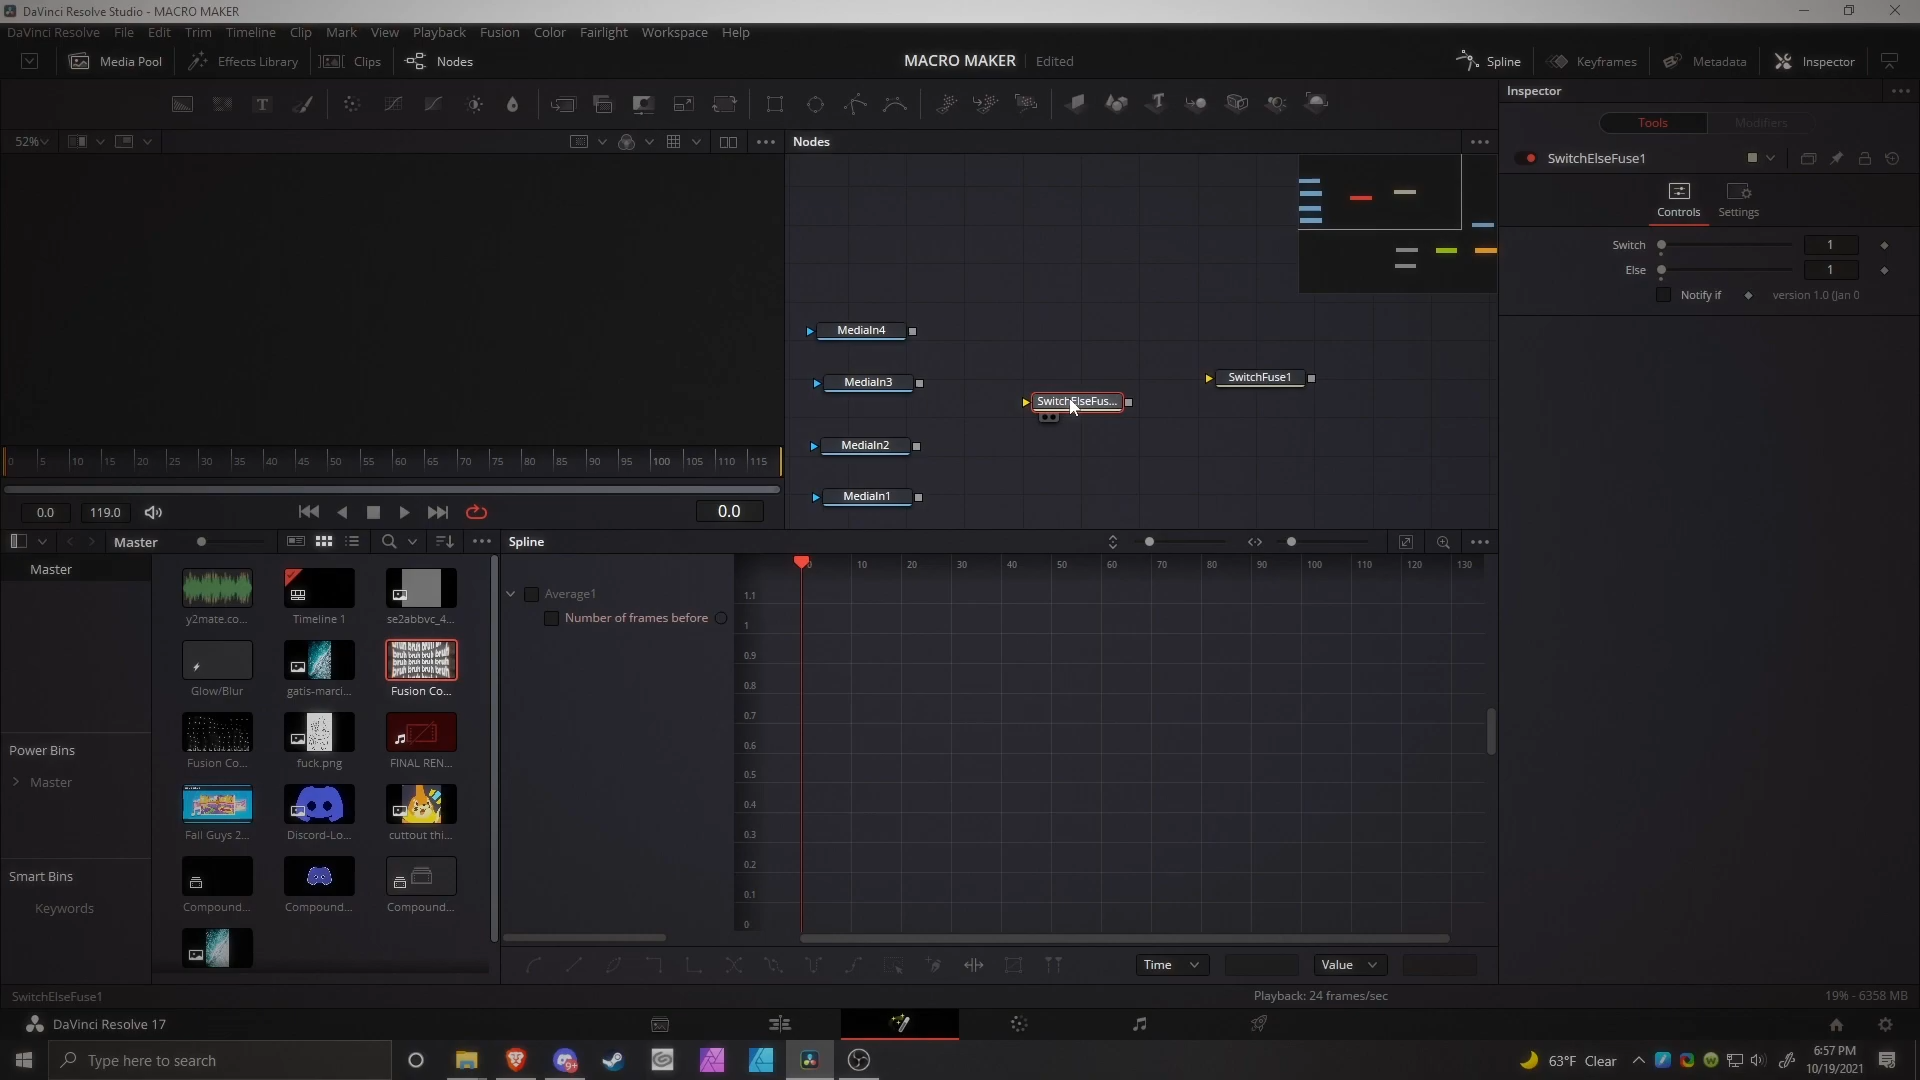 DaVinci Resolve Studio - MACRO MAKER
DaVinci Resolve File Edit Trim Timeline Clip Mark View Playback Fusion Color Fairlight Workspace Help
Media Pool Effects Library Clips Nodes MACRO MAKER Edited Spline Keyframes Metadata Inspector
Inspector
Tools Modifiers
52% Nodes
SwitchElseFuse1
Controls Settings
Switch 1
Else 1
Notify if version 1.0 (Jan 0
MediaIn4
MediaIn3
SwitchFuse1
SwitchElseFus...
MediaIn2
MediaIn1
0 5 10 15 20 25 30 35 40 45 50 55 60 65 70 75 80 85 90 95 100 105 110 115
0.0 119.0 0.0
Master Spline
Master
Power Bins
Master
Smart Bins
Keywords
y2mate.co... Timeline 1 se2abbvc_4...
bruh bruh bruh
Glow/Blur gatis-marci... Fusion Co...
Fusion Co... fuck.png FINAL REN...
Fall Guys 2... Discord-Lo... cuttout thi...
Compound... Compound... Compound...
Average1
Number of frames before
0 10 20 30 40 50 60 70 80 90 100 110 120 130
1.1
1
0.9
0.8
0.7
0.6
0.5
0.4
0.3
0.2
0.1
0
Time Value
SwitchElseFuse1 Playback: 24 frames/sec 19% - 6358 MB
DaVinci Resolve 17
Type here to search
9+
63°F Clear
6:57 PM
10/19/2021